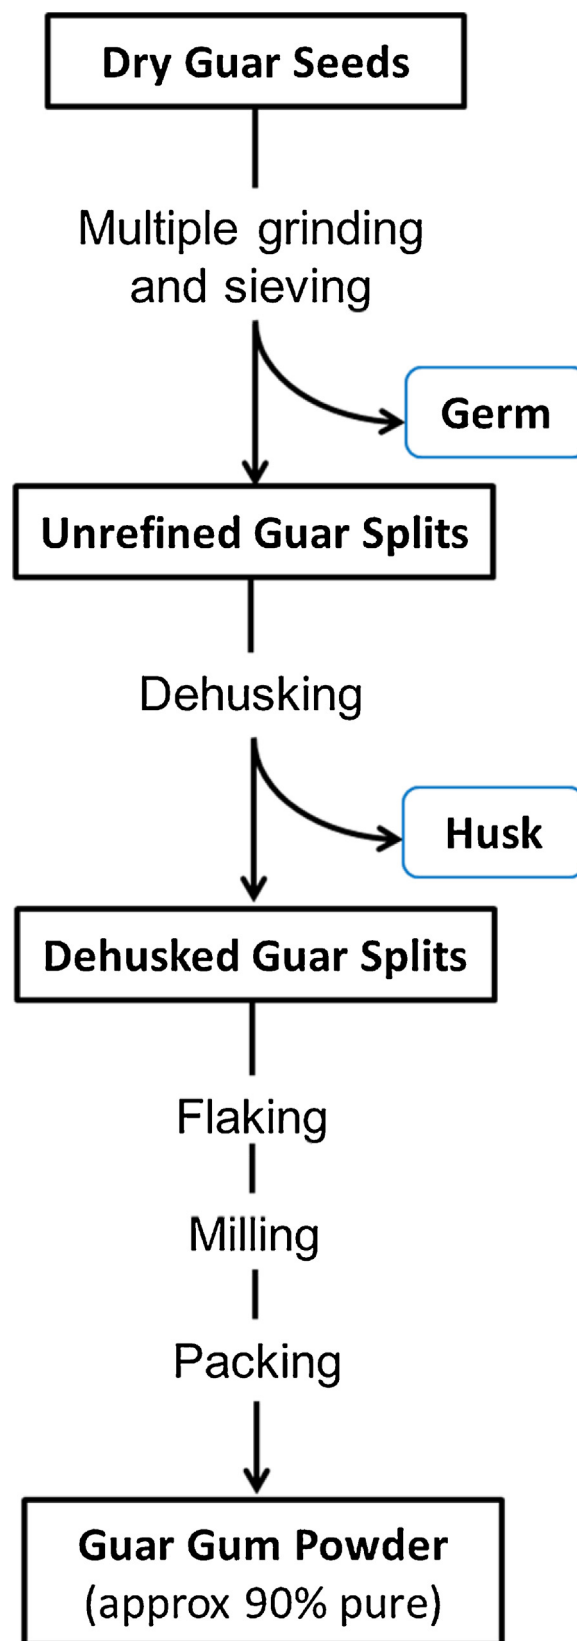 Dry Guar Seeds
Multiple grinding
and sieving
Germ
Unrefined Guar Splits
Dehusking
Husk
Dehusked Guar Splits
Flaking
Milling
Packing
Guar Gum Powder
(approx 90% pure)